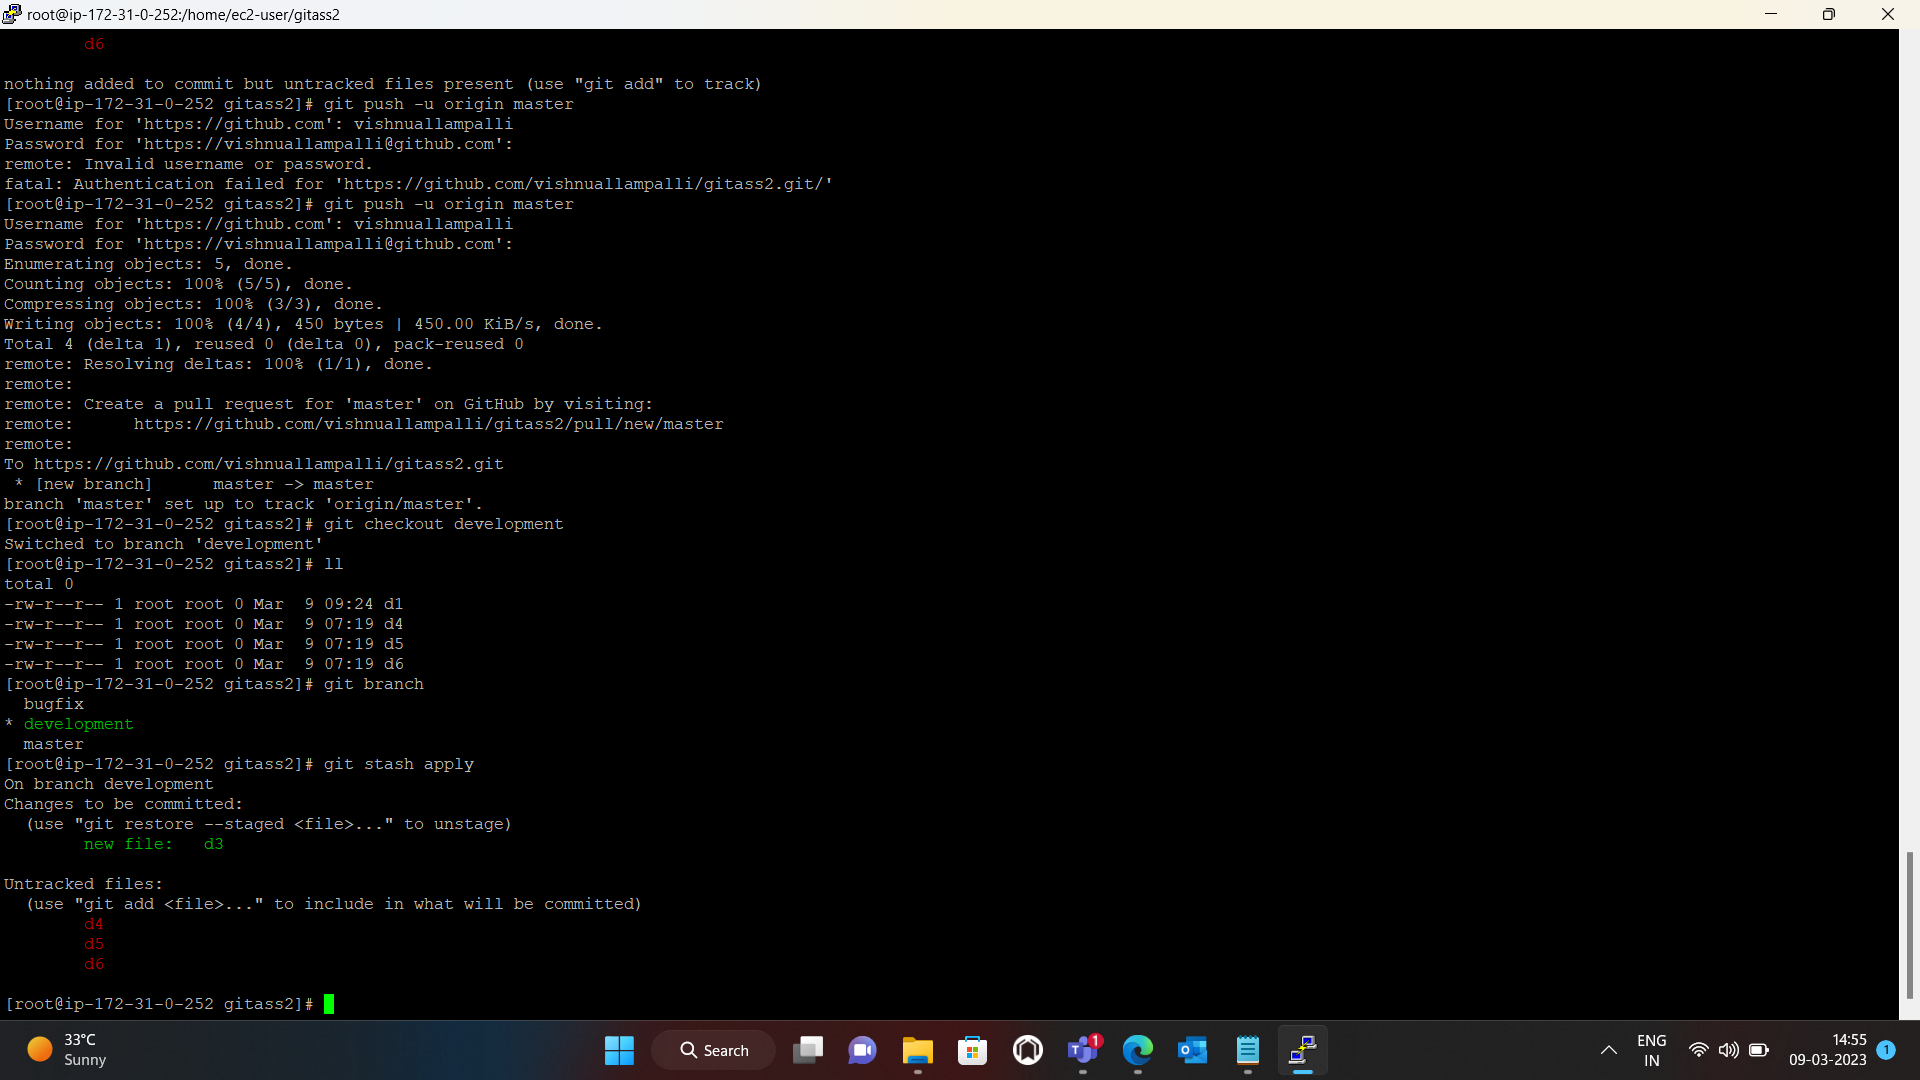 root@ip-172-31-0-252:/home/ec2-user/gitass2
d6
nothing added to commit but untracked files present (use "git add" to track)
[root@ip-172-31-0-252 gitass2]# git push -u origin master
Username for 'https://github.com': vishnuallampalli
Password for 'https://vishnuallampalli@github.com':
remote: Invalid username or password.
fatal: Authentication failed for 'https://github.com/vishnuallampalli/gitass2.git/'
[root@ip-172-31-0-252 gitass2]# git push -u origin master
Username for 'https://github.com': vishnuallampalli
Password for 'https://vishnuallampalli@github.com':
Enumerating objects: 5, done.
Counting objects: 100% (5/5), done.
Compressing objects: 100% (3/3), done.
Writing objects: 100% (4/4), 450 bytes | 450.00 KiB/s, done.
Total 4 (delta 1), reused 0 (delta 0), pack-reused 0
remote: Resolving deltas: 100% (1/1), done.
remote:
remote: Create a pull request for 'master' on GitHub by visiting:
remote:      https://github.com/vishnuallampalli/gitass2/pull/new/master
remote:
To https://github.com/vishnuallampalli/gitass2.git
 * [new branch]      master -> master
branch 'master' set up to track 'origin/master'.
[root@ip-172-31-0-252 gitass2]# git checkout development
Switched to branch 'development'
[root@ip-172-31-0-252 gitass2]# ll
total 0
-rw-r--r-- 1 root root 0 Mar  9 09:24 d1
-rw-r--r-- 1 root root 0 Mar  9 07:19 d4
-rw-r--r-- 1 root root 0 Mar  9 07:19 d5
-rw-r--r-- 1 root root 0 Mar  9 07:19 d6
[root@ip-172-31-0-252 gitass2]# git branch
  bugfix
* development
  master
[root@ip-172-31-0-252 gitass2]# git stash apply
On branch development
Changes to be committed:
  (use "git restore --staged <file>..." to unstage)
        new file:   d3
Untracked files:
  (use "git add <file>..." to include in what will be committed)
        d4
        d5
        d6
[root@ip-172-31-0-252 gitass2]#
33°C
Sunny
Search
1
ENG
IN
14:55
09-03-2023
1